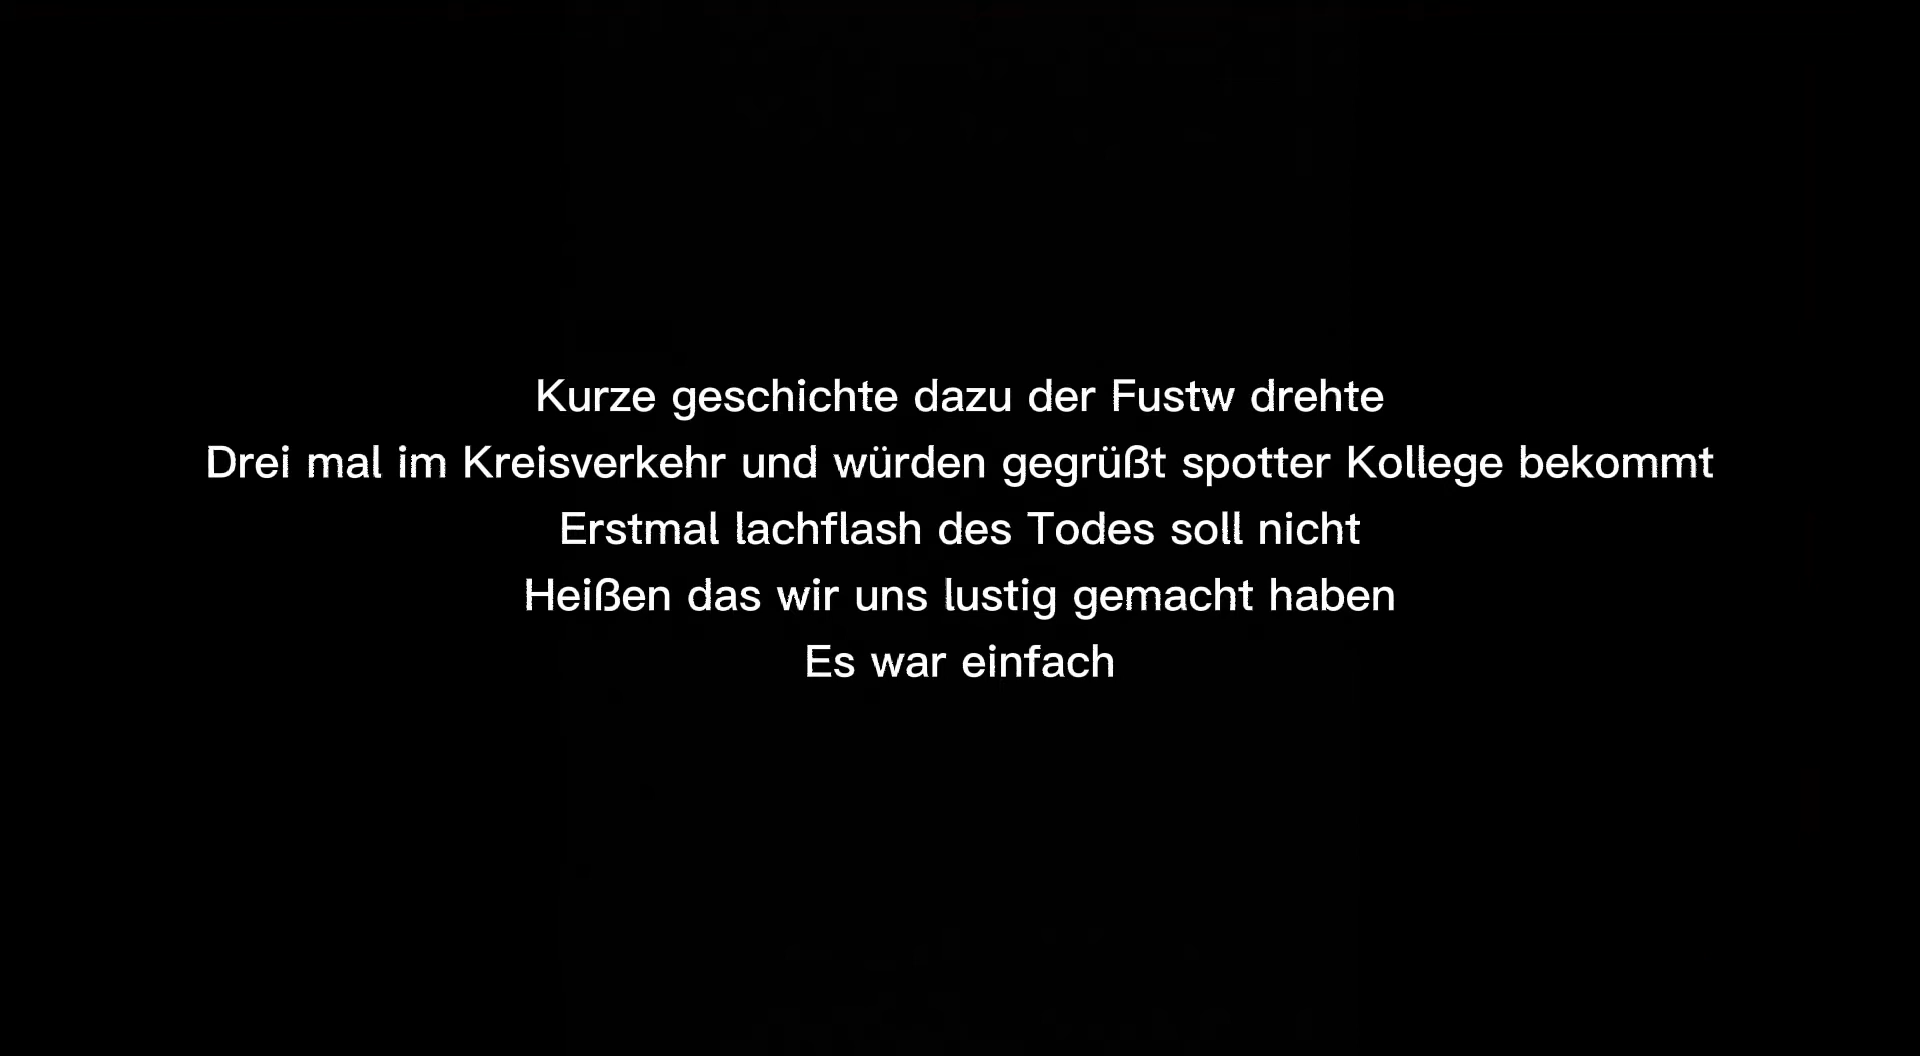 Kurze geschichte dazu der Fustw drehte
Drei mal im Kreisverkehr und würden gegrüßt spotter Kollege bekommt
Erstmal lachflash des Todes soll nicht
Heißen das wir uns lustig gemacht haben
Es war einfach